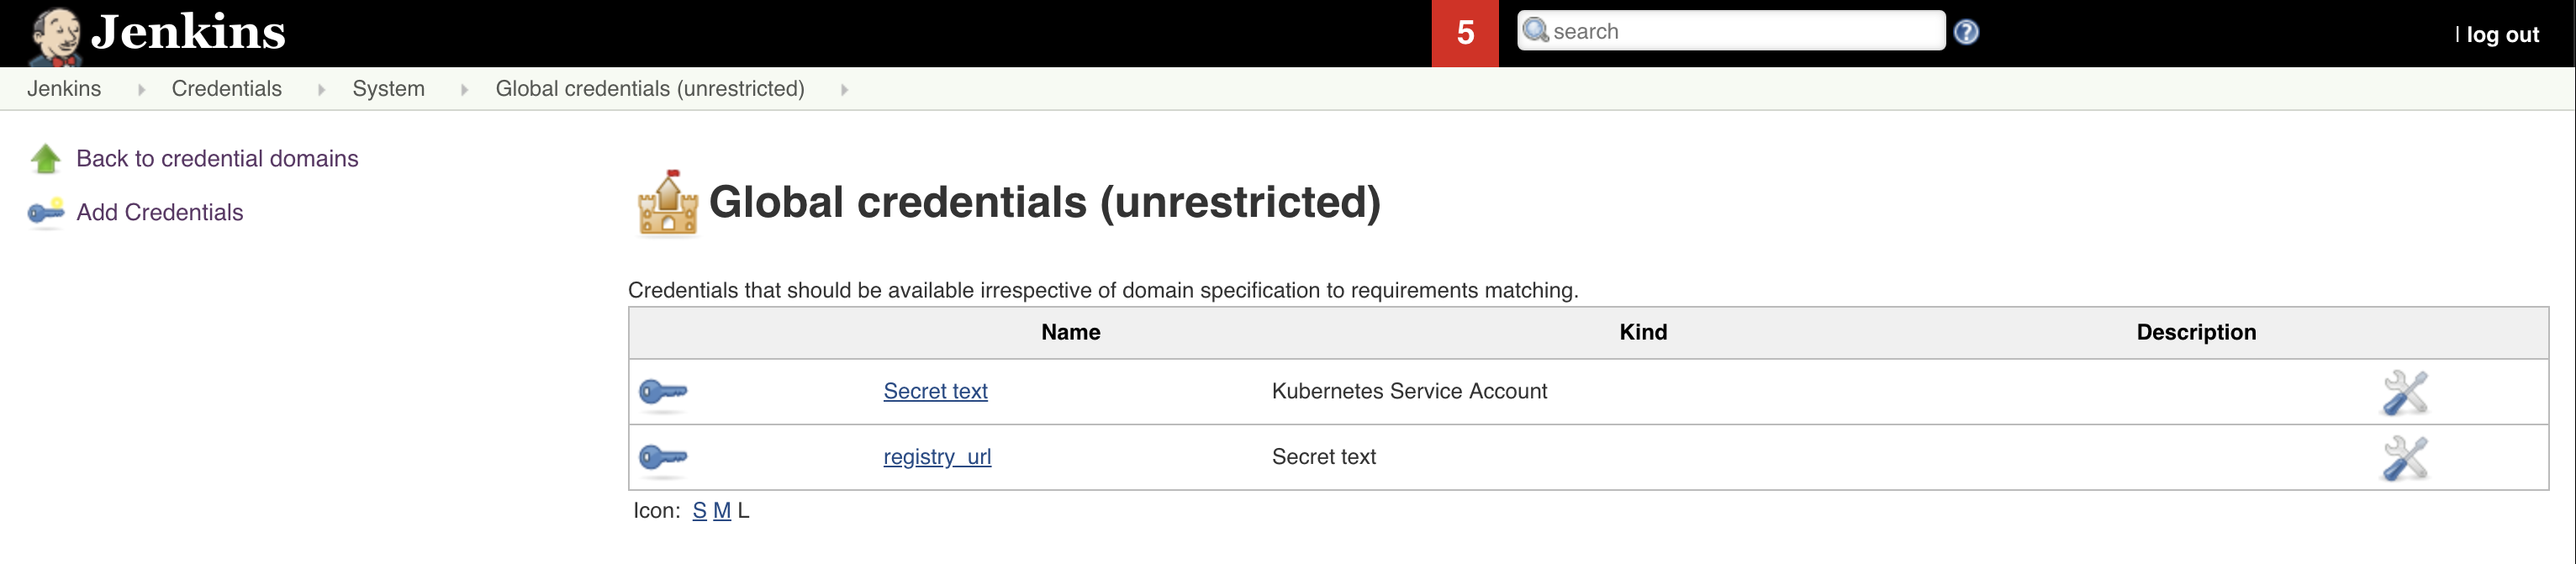 Jenkins 5 search ? | log out
Jenkins Credentials System Global credentials (unrestricted)
Back to credential domains
Add Credentials
Global credentials (unrestricted)
Credentials that should be available irrespective of domain specification to requirements matching.
Name Kind Description
Secret text Kubernetes Service Account
registry_url Secret text
Icon: S M L